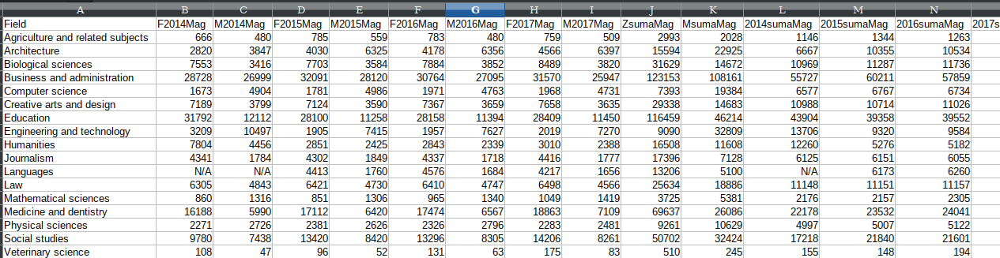 A B C D E F G H I J K L M N
Field F2014Mag M2014Mag F2015Mag M2015Mag F2016Mag M2016Mag F2017Mag M2017Mag ZsumaMag MsumaMag 2014sumaMag 2015sumaMag 2016sumaMag 2017s
Agriculture and related subjects 666 480 785 559 783 480 759 509 2993 2028 1146 1344 1263
Architecture 2820 3847 4030 6325 4178 6356 4566 6397 15594 22925 6667 10355 10534
Biological sciences 7553 3416 7703 3584 7884 3852 8489 3820 31629 14672 10969 11287 11736
Business and administration 28728 26999 32091 28120 30764 27095 31570 25947 123153 108161 55727 60211 57859
Computer science 1673 4904 1781 4986 1971 4763 1968 4731 7393 19384 6577 6767 6734
Creative arts and design 7189 3799 7124 3590 7367 3659 7658 3635 29338 14683 10988 10714 11026
Education 31792 12112 28100 11258 28158 11394 28409 11450 116459 46214 43904 39358 39552
Engineering and technology 3209 10497 1905 7415 1957 7627 2019 7270 9090 32809 13706 9320 9584
Humanities 7804 4456 2851 2425 2843 2339 3010 2388 16508 11608 12260 5276 5182
Journalism 4341 1784 4302 1849 4337 1718 4416 1777 17396 7128 6125 6151 6055
Languages N/A N/A 4413 1760 4576 1684 4217 1656 13206 5100 N/A 6173 6260
Law 6305 4843 6421 4730 6410 4747 6498 4566 25634 18886 11148 11151 11157
Mathematical sciences 860 1316 851 1306 965 1340 1049 1419 3725 5381 2176 2157 2305
Medicine and dentistry 16188 5990 17112 6420 17474 6567 18863 7109 69637 26086 22178 23532 24041
Physical sciences 2271 2726 2381 2626 2326 2796 2283 2481 9261 10629 4997 5007 5122
Social studies 9780 7438 13420 8420 13296 8305 14206 8261 50702 32424 17218 21840 21601
Veterinary science 108 47 96 52 131 63 175 83 510 245 155 148 194